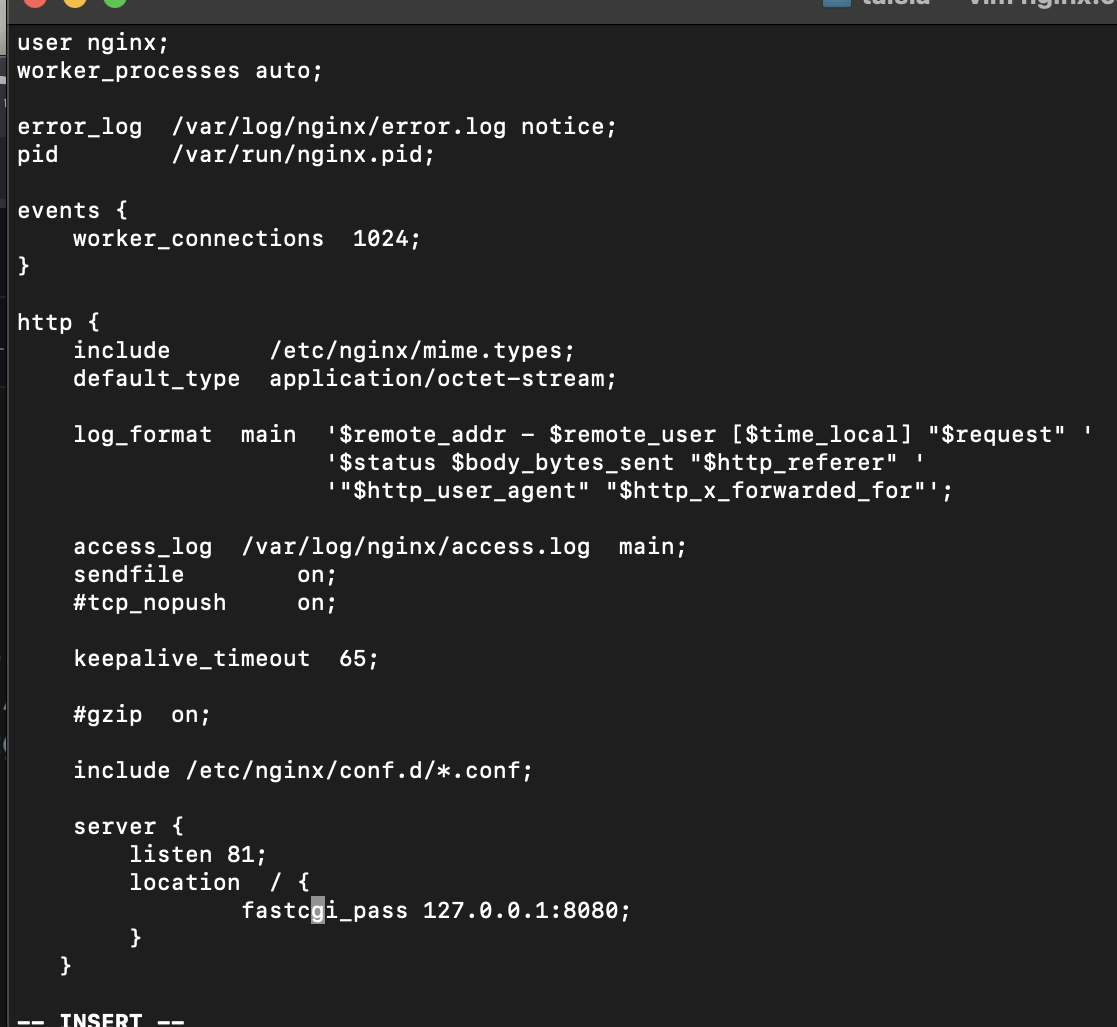 user nginx;
worker_processes auto;

error_log  /var/log/nginx/error.log notice;
pid        /var/run/nginx.pid;

events {
    worker_connections  1024;
}

http {
    include       /etc/nginx/mime.types;
    default_type  application/octet-stream;

    log_format  main  '$remote_addr - $remote_user [$time_local] "$request" '
                      '$status $body_bytes_sent "$http_referer" '
                      '"$http_user_agent" "$http_x_forwarded_for"';

    access_log  /var/log/nginx/access.log  main;
    sendfile        on;
    #tcp_nopush     on;

    keepalive_timeout  65;

    #gzip  on;

    include /etc/nginx/conf.d/*.conf;

    server {
        listen 81;
        location  / {
                fastcgi_pass 127.0.0.1:8080;
        }
   }

-- INSERT --